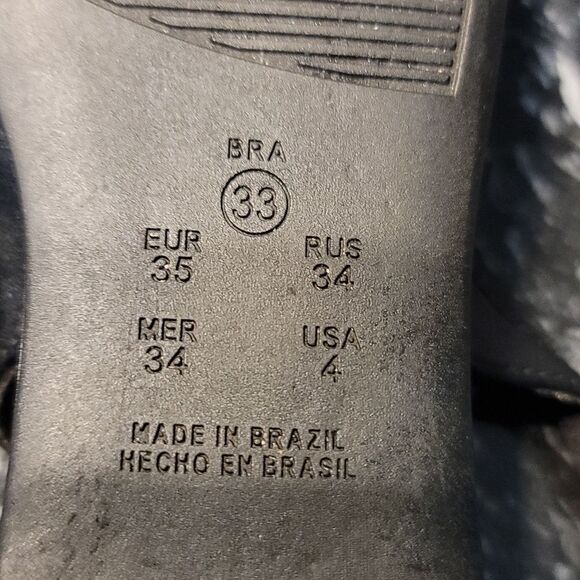 BRA
33
EUR RUS
35 34
MER USA
34 4
MADE IN BRAZIL
HECHO EN BRASIL